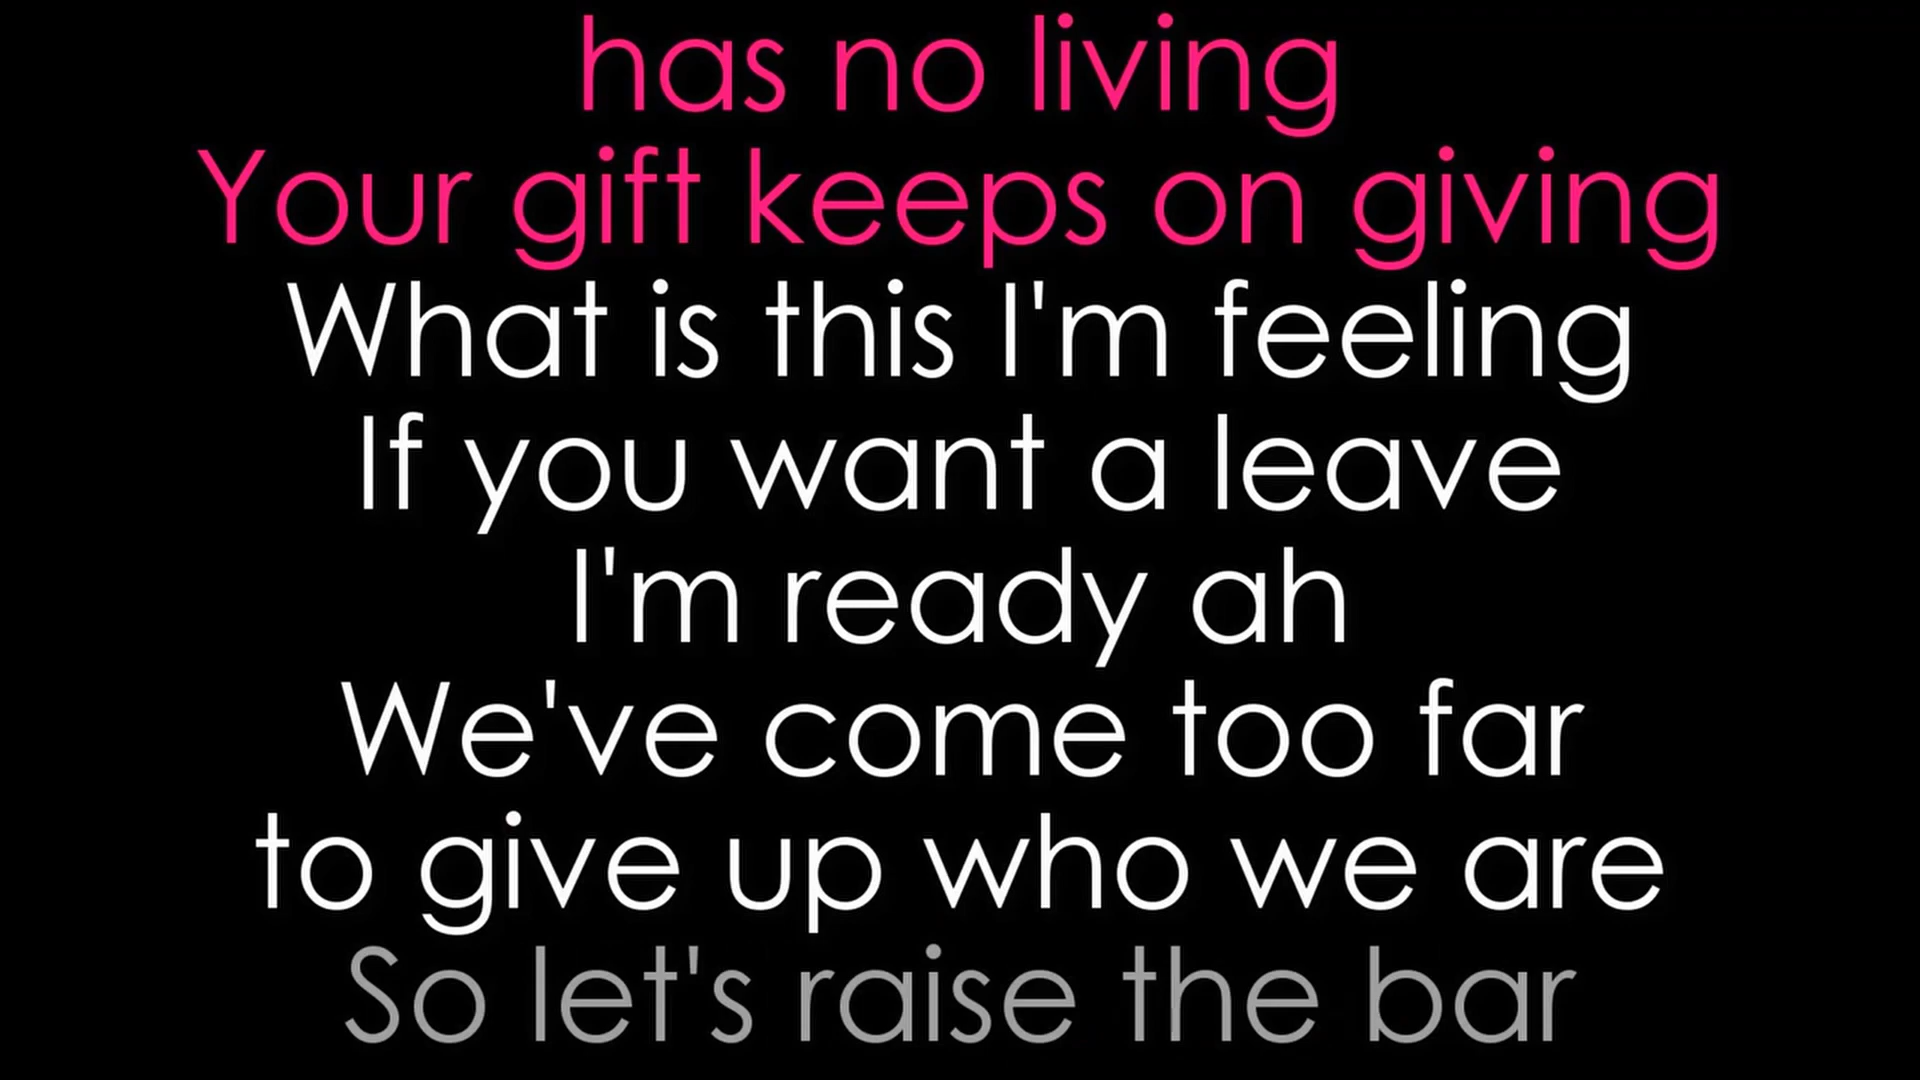 has no living
Your gift keeps on giving
What is this I'm feeling
If you want a leave
I'm ready ah
We've come too far
to give up who we are
So let's raise the bar